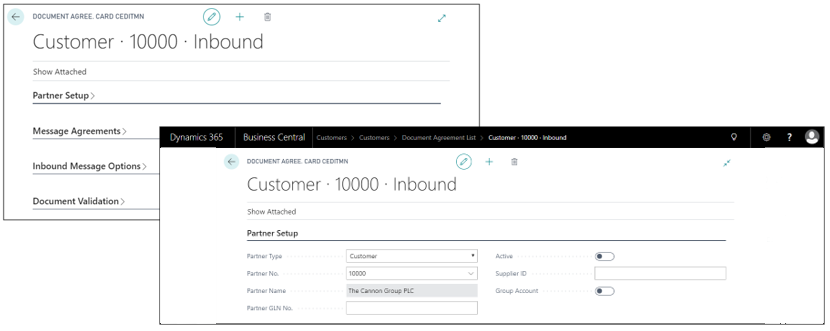 DOCUMENT AGREE. CARD CEDITMN
Customer · 10000 · Inbound
Show Attached
Partner Setup >
Message Agreements >
Inbound Message Options >
Document Validation >
Dynamics 365 Business Central Customers > Customers > Document Agreement List > Customer · 10000 · Inbound ?
DOCUMENT AGREE. CARD CEDITMN
Customer · 10000 · Inbound
Show Attached
Partner Setup
Partner Type Customer Active
Partner No. 10000 Supplier ID
Partner Name The Cannon Group PLC Group Account
Partner GLN No.